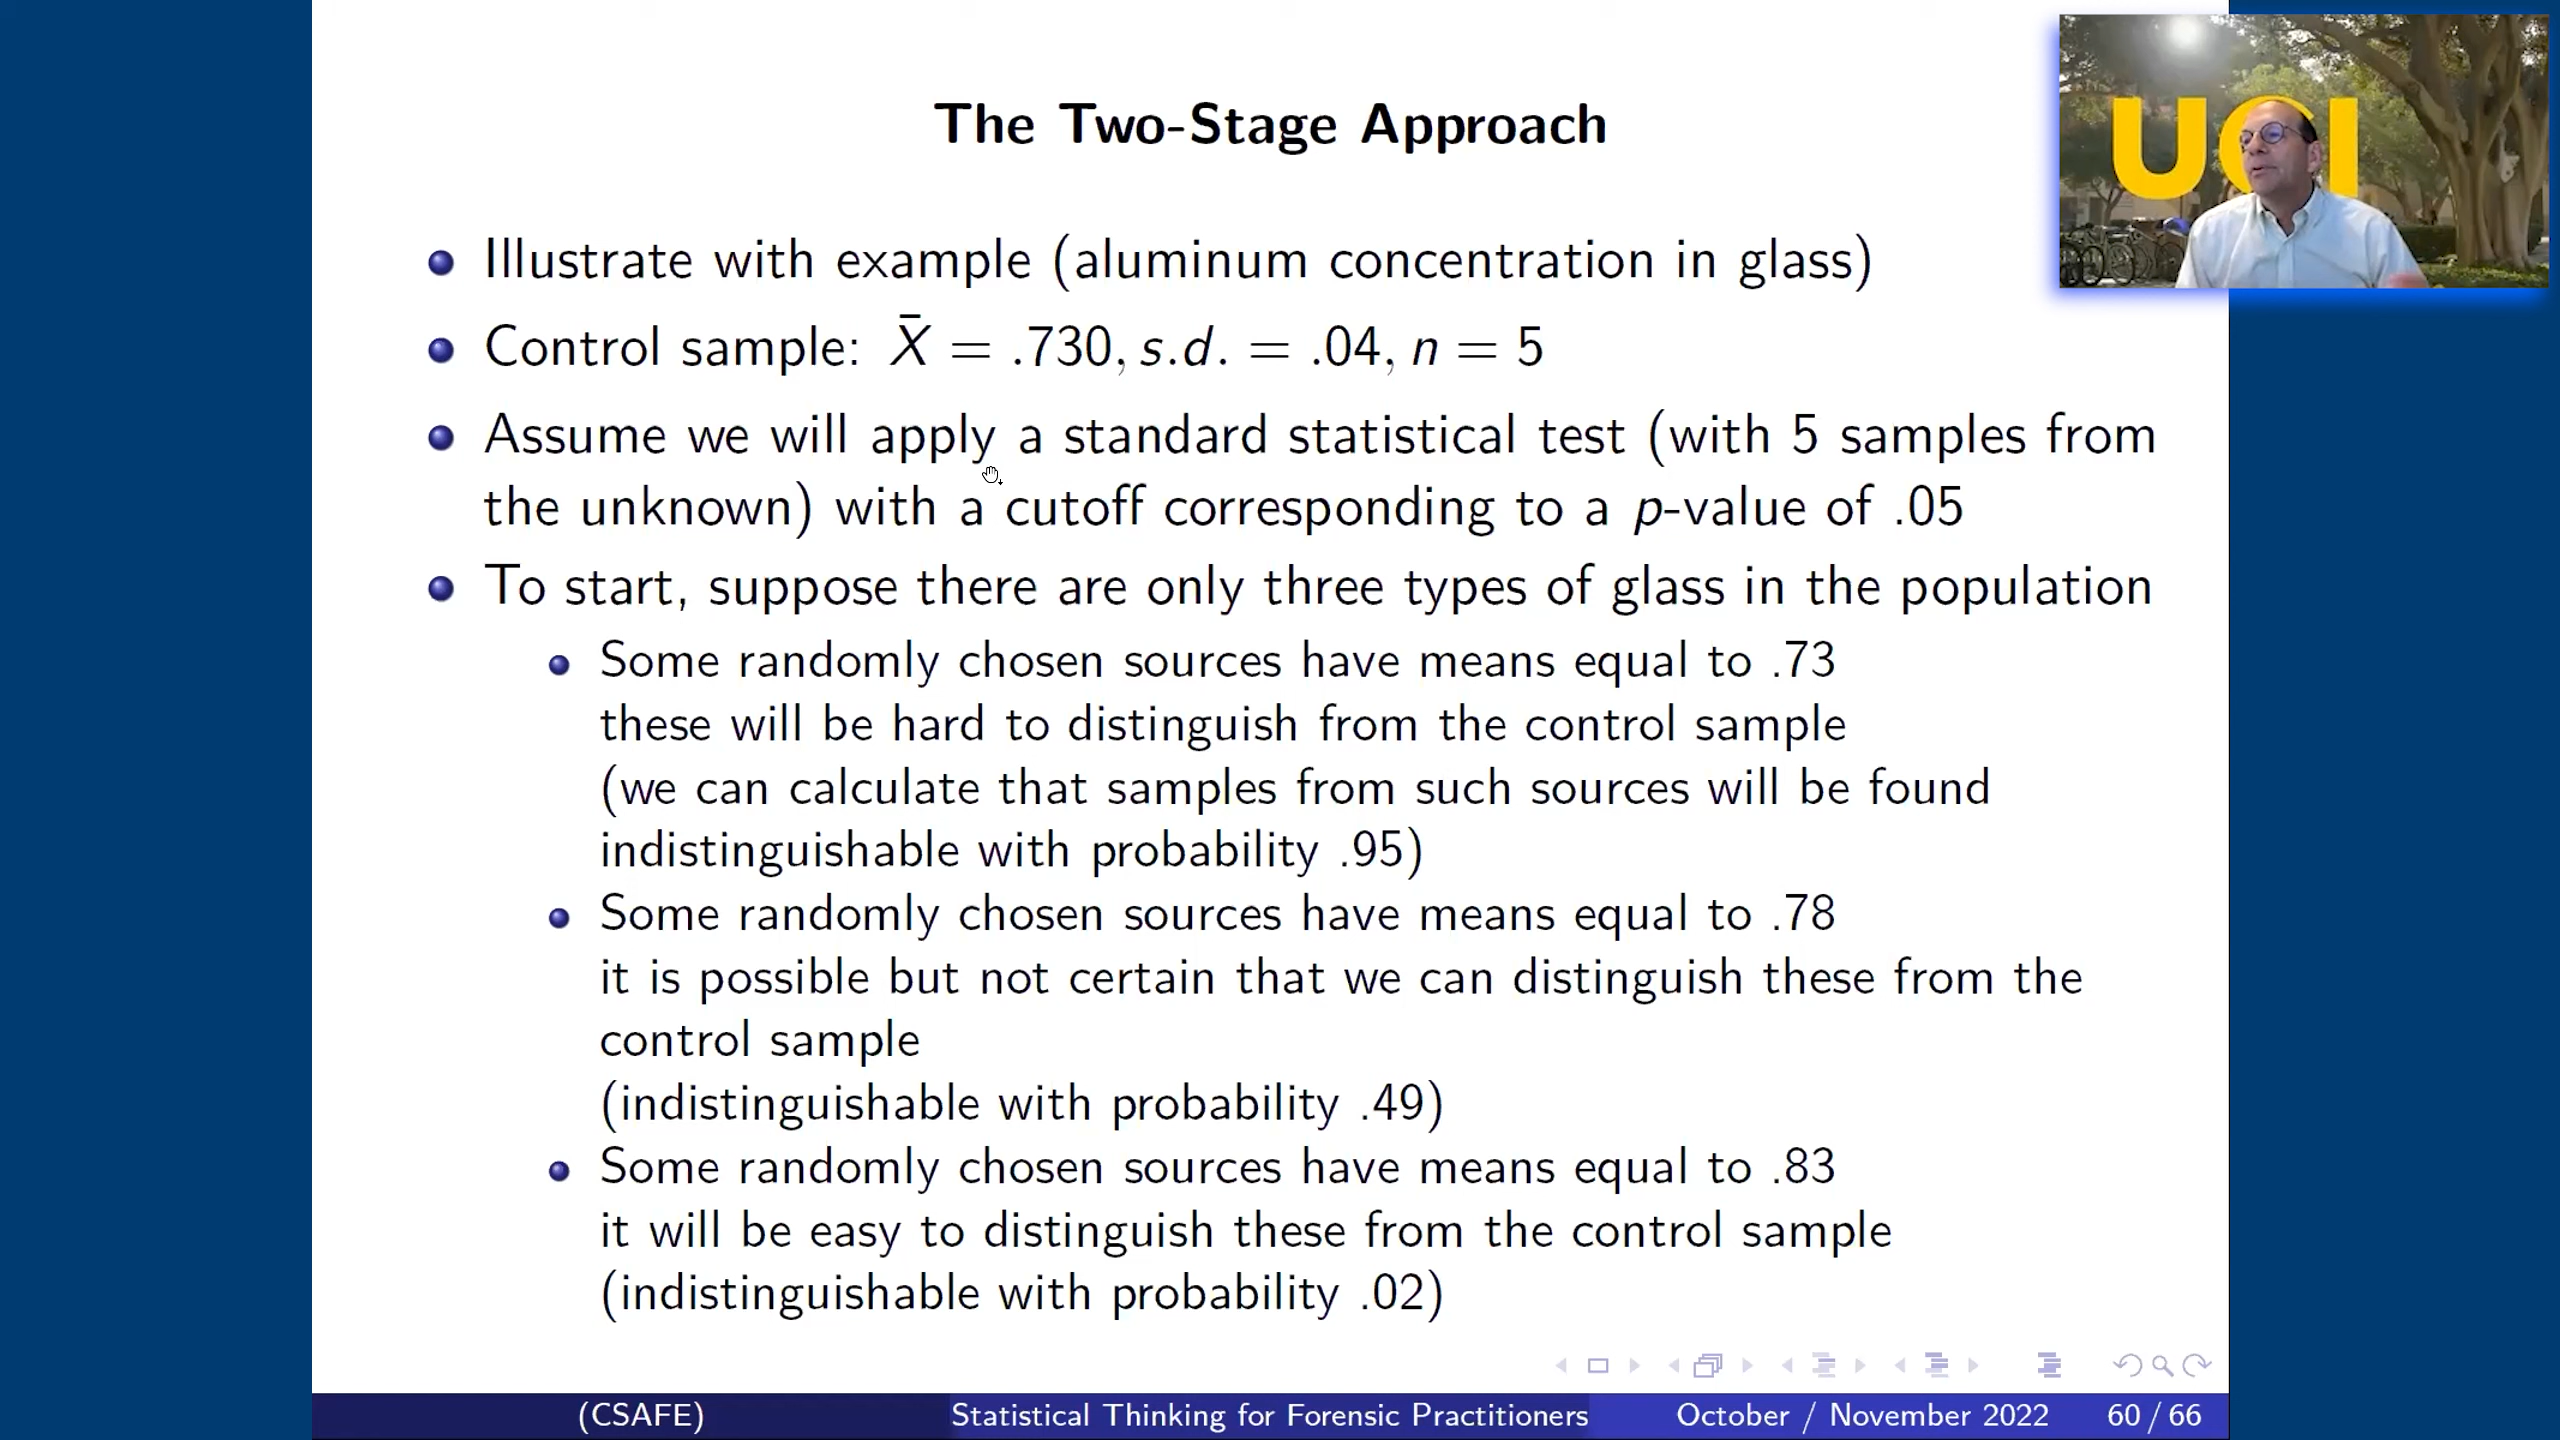 The Two-Stage Approach
UCI
Illustrate with example (aluminum concentration in glass)
Control sample: X̄ = .730, s.d. = .04, n = 5
Assume we will apply a standard statistical test (with 5 samples from
the unknown) with a cutoff corresponding to a p-value of .05
To start, suppose there are only three types of glass in the population
Some randomly chosen sources have means equal to .73
these will be hard to distinguish from the control sample
(we can calculate that samples from such sources will be found
indistinguishable with probability .95)
Some randomly chosen sources have means equal to .78
it is possible but not certain that we can distinguish these from the
control sample
(indistinguishable with probability .49)
Some randomly chosen sources have means equal to .83
it will be easy to distinguish these from the control sample
(indistinguishable with probability .02)
(CSAFE) Statistical Thinking for Forensic Practitioners October / November 2022 60 / 66